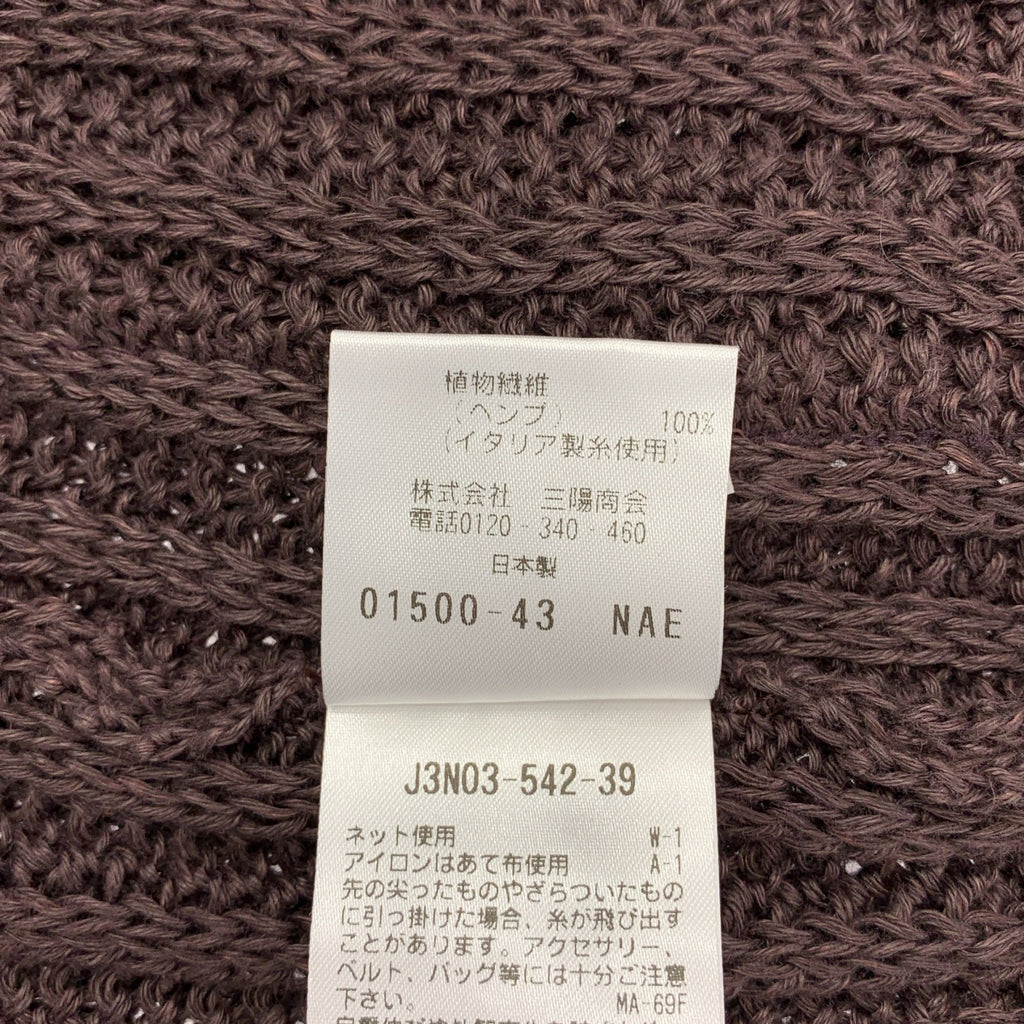 植物繊維
(ヘンプ) 100%
(イタリア製糸使用)
株式会社 三陽商会
電話0120-340-460
日本製
01500-43 NAE
J3N03-542-39
ネット使用 W-1
アイロンはあて布使用 A-1
先の尖ったものやざらついたもの
に引っ掛けた場合、糸が飛び出す
ことがあります。アクセサリー、
ベルト、バッグ等には十分ご注意
下さい。 MA-69F